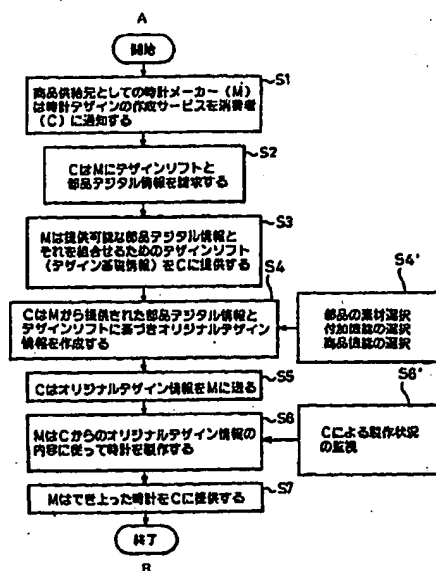 A
開始
S1
商品供給元としての時計メーカー(M)
は時計デザインの作成サービスを消費者
(C)に通知する
S2
CはMにデザインソフトと
部品デジタル情報を請求する
S3
Mは提供可能な部品デジタル情報と
それを組合せるためのデザインソフト
(デザイン基礎情報)をCに提供する
S4
CはMから提供された部品デジタル情報と
デザインソフトに基づきオリジナルデザイン
情報を作成する
S4'
部品の素材選択
付加機能の選択
商品機能の選択
S5
Cはオリジナルデザイン情報をMに送る
S6
MはCからのオリジナルデザイン情報の
内容に従って時計を製作する
S6'
Cによる製作状況
の監視
S7
Mはでき上った時計をCに提供する
終了
B